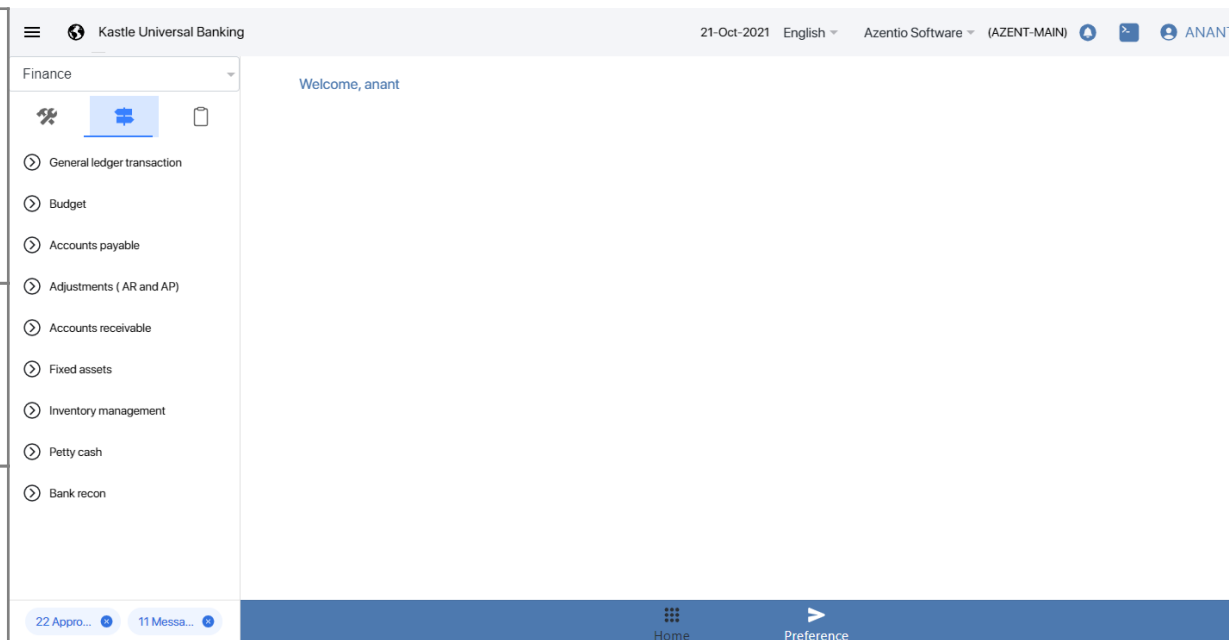 Kastle Universal Banking 21-Oct-2021 English Azentio Software (AZENT-MAIN) ANANT
Finance
Welcome, anant
General ledger transaction
Budget
Accounts payable
Adjustments ( AR and AP)
Accounts receivable
Fixed assets
Inventory management
Petty cash
Bank recon
22 Appro... 11 Messa...
Home Preference